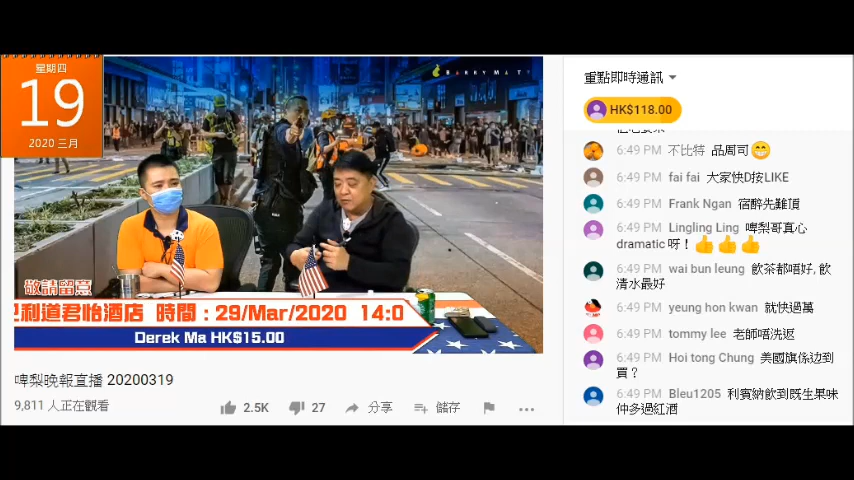 星期四
19
2020 三月
BARRY MA TV
敬請留意
利道君怡酒店 時間：29/Mar/2020 14:0
Derek Ma HK$15.00
啤梨晚報直播 20200319
9,811 人正在觀看
2.5K 27 分享 儲存
重點即時通訊
HK$118.00
6:49 PM 不比特 品周司😁
6:49 PM fai fai 大家快D按LIKE
6:49 PM Frank Ngan 宿醉先難頂
6:49 PM Lingling Ling 啤梨哥真心
dramatic 呀！👍👍👍
6:49 PM wai bun leung 飲茶都唔好, 飲
清水最好
6:49 PM yeung hon kwan 就快過萬
6:49 PM tommy lee 老師唔洗返
6:49 PM Hoi tong Chung 美國旗係边到
買？
6:49 PM Bleu1205 利賓納飲到既生果味
仲多過紅酒